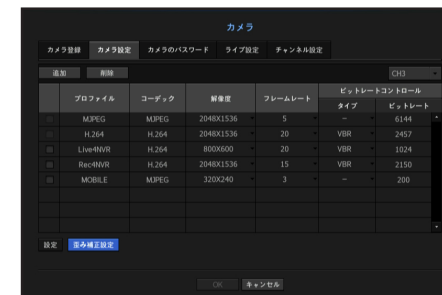 カメラ
カメラ登録 カメラ設定 カメラのパスワード ライブ設定 チャンネル設定
追加 削除 CH3
プロファイル コーデック 解像度 フレームレート ビットレートコントロール
タイプ ビットレート
MJPEG MJPEG 2048X1536 5 – 6144
H.264 H.264 2048X1536 20 VBR 2457
Live4NVR H.264 800X600 20 VBR 1024
Rec4NVR H.264 2048X1536 15 VBR 2150
MOBILE MJPEG 320X240 3 – 200
設定 歪み補正設定
OK キャンセル